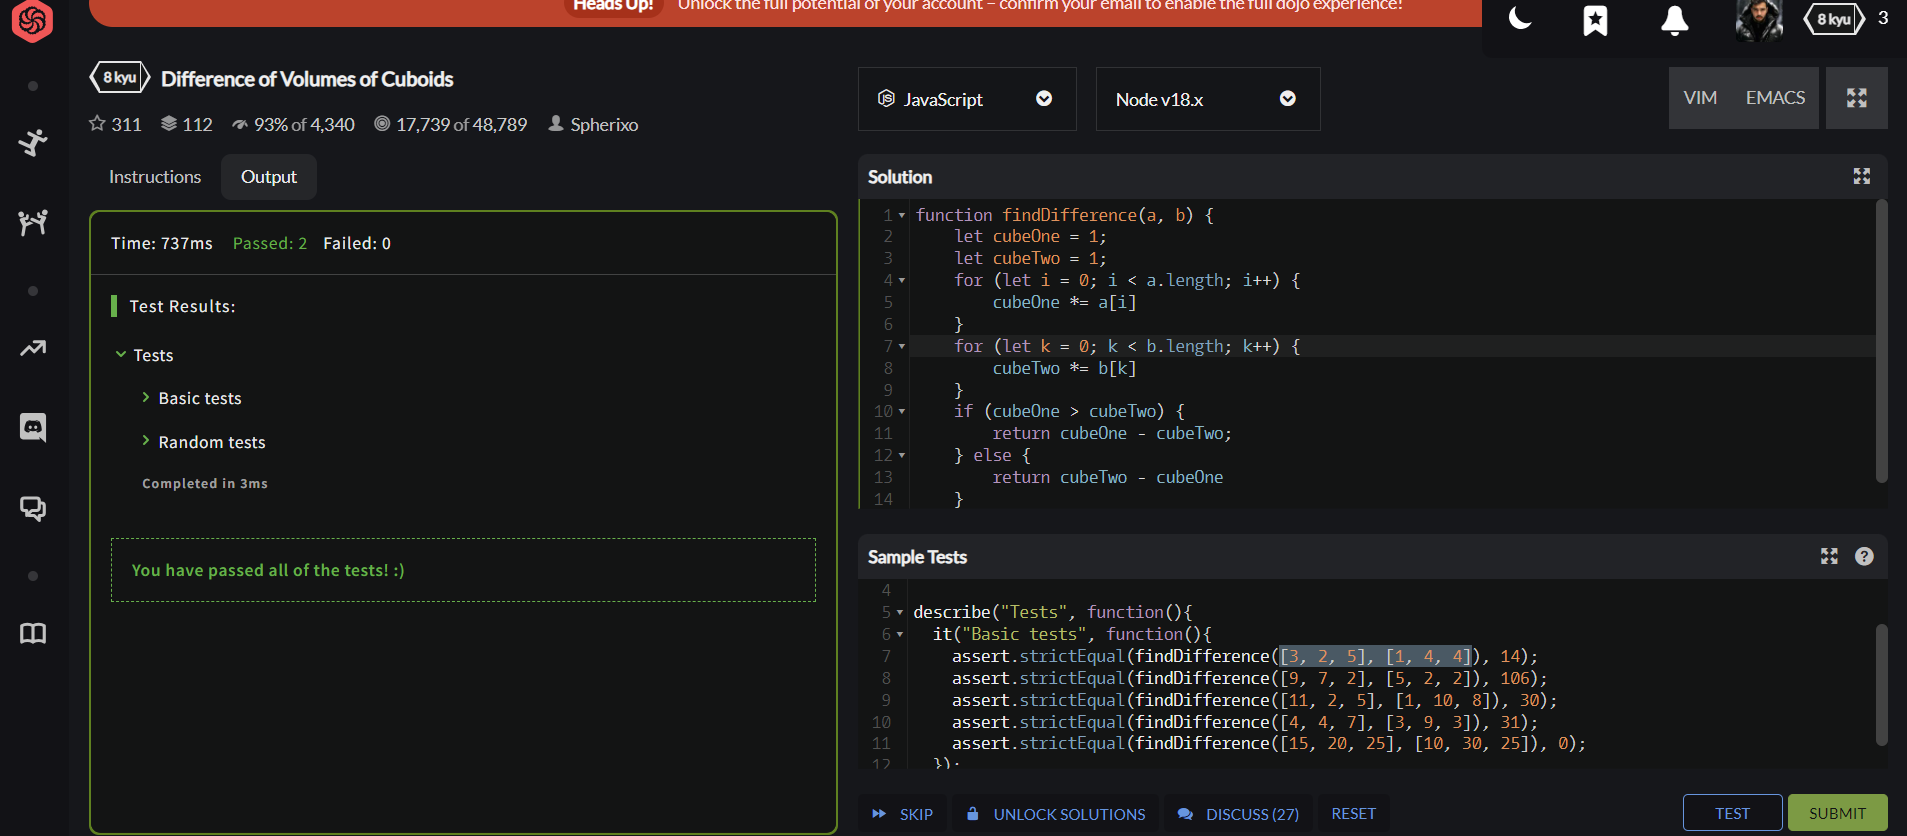 Heads Up! Unlock the full potential of your account – confirm your email to enable the full dojo experience!
8 kyu 3
8 kyu Difference of Volumes of Cuboids
311 112 93% of 4,340 17,739 of 48,789 Spherixo
JavaScript Node v18.x VIM EMACS
Instructions Output
Time: 737ms Passed: 2 Failed: 0
Test Results:
Tests
Basic tests
Random tests
Completed in 3ms
You have passed all of the tests! :)
Solution
1 function findDifference(a, b) {
2 let cubeOne = 1;
3 let cubeTwo = 1;
4 for (let i = 0; i < a.length; i++) {
5 cubeOne *= a[i]
6 }
7 for (let k = 0; k < b.length; k++) {
8 cubeTwo *= b[k]
9 }
10 if (cubeOne > cubeTwo) {
11 return cubeOne - cubeTwo;
12 } else {
13 return cubeTwo - cubeOne
14 }
Sample Tests
4
5 describe("Tests", function(){
6 it("Basic tests", function(){
7 assert.strictEqual(findDifference([3, 2, 5], [1, 4, 4]), 14);
8 assert.strictEqual(findDifference([9, 7, 2], [5, 2, 2]), 106);
9 assert.strictEqual(findDifference([11, 2, 5], [1, 10, 8]), 30);
10 assert.strictEqual(findDifference([4, 4, 7], [3, 9, 3]), 31);
11 assert.strictEqual(findDifference([15, 20, 25], [10, 30, 25]), 0);
12 });
SKIP UNLOCK SOLUTIONS DISCUSS (27) RESET TEST SUBMIT